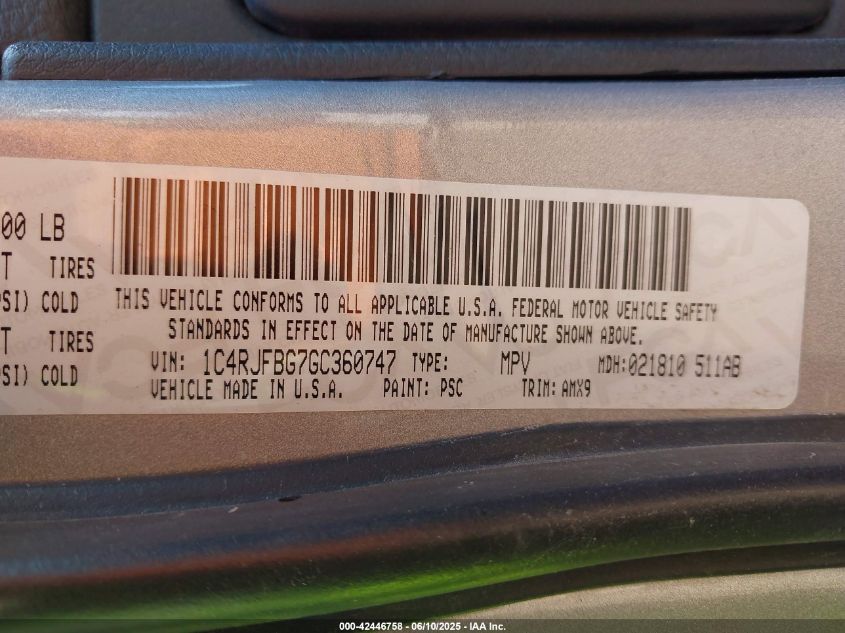 00 LB
T TIRES
PSI) COLD
T TIRES
PSI) COLD
THIS VEHICLE CONFORMS TO ALL APPLICABLE U.S.A. FEDERAL MOTOR VEHICLE SAFETY
STANDARDS IN EFFECT ON THE DATE OF MANUFACTURE SHOWN ABOVE.
VIN: 1C4RJFBG7GC360747 TYPE: MPV MDH:021810 511AB
VEHICLE MADE IN U.S.A. PAINT: PSC TRIM: AMX9
000-42446758 - 06/10/2025 - IAA Inc.